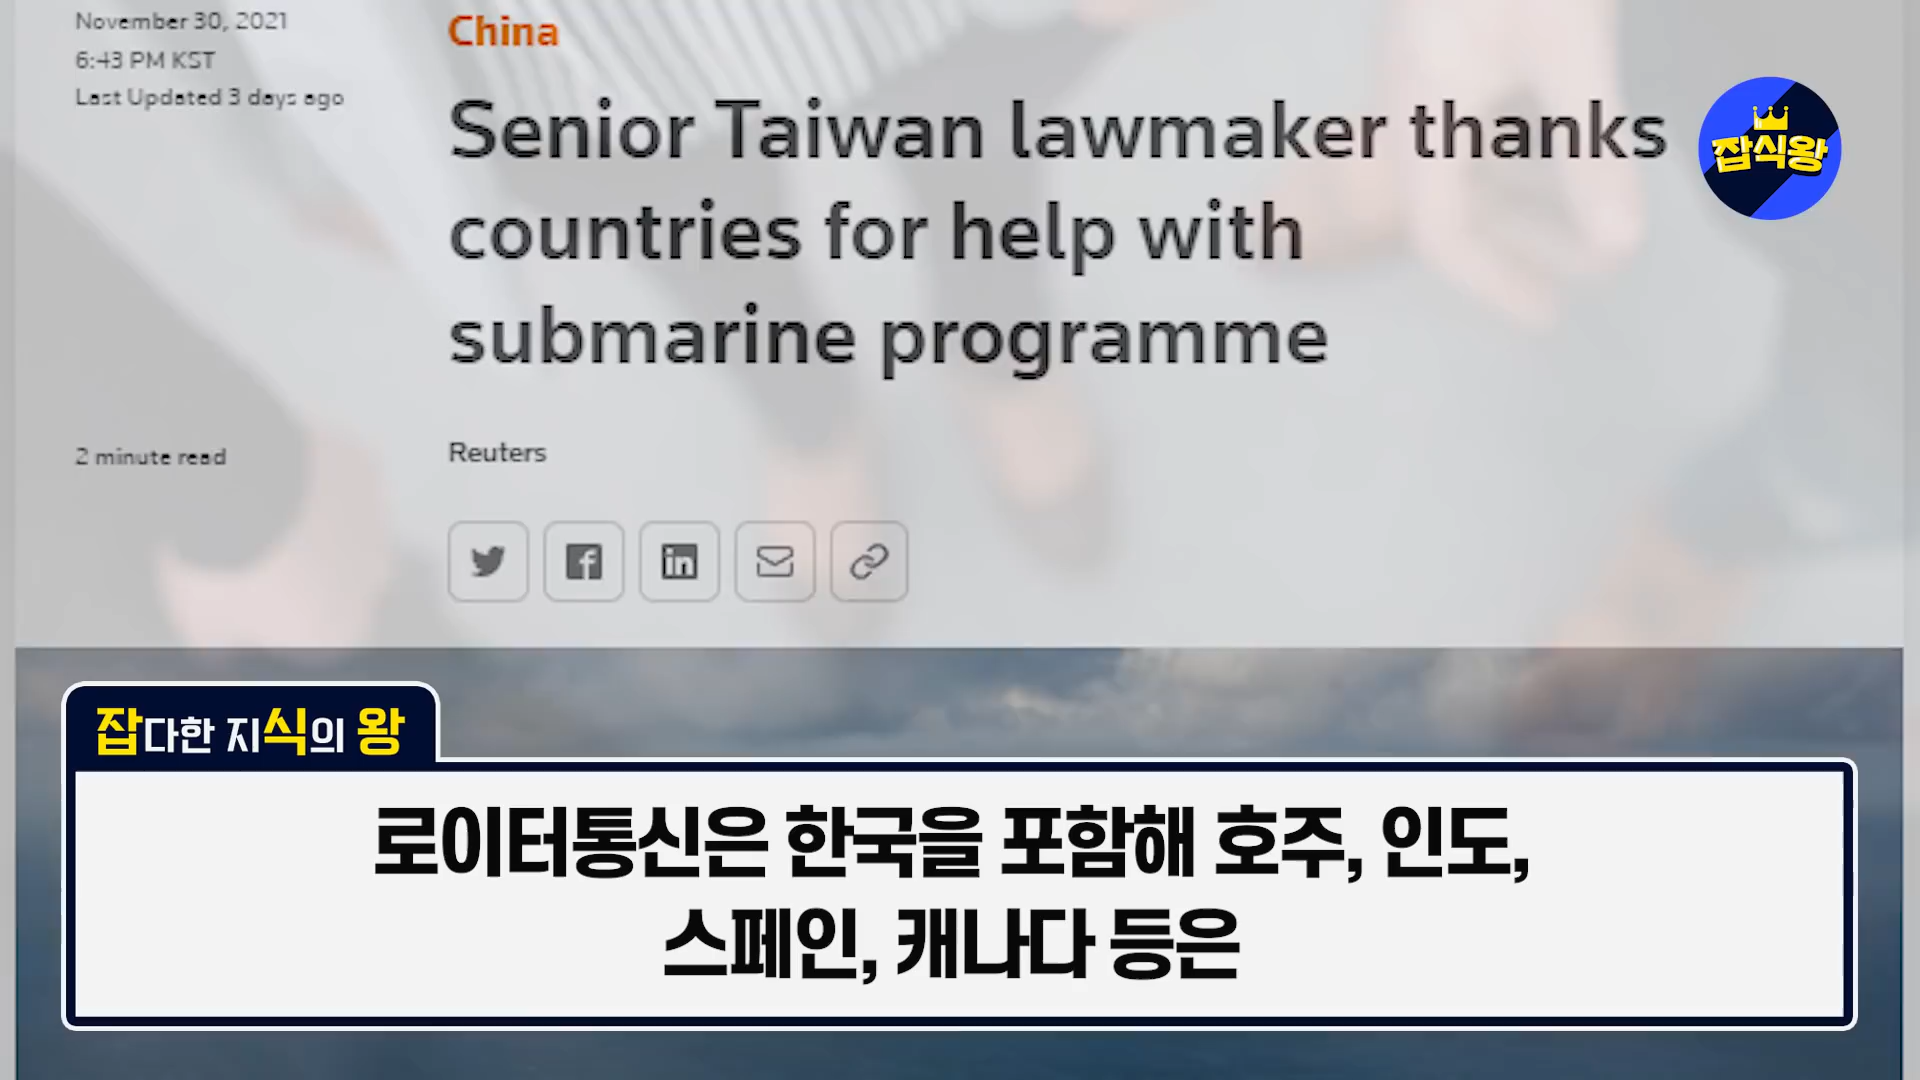 November 30, 2021
6:43 PM KST
Last Updated 3 days ago
China
Senior Taiwan lawmaker thanks
countries for help with
submarine programme
잡식왕
2 minute read
Reuters
잡다한 지식의 왕
로이터통신은 한국을 포함해 호주, 인도,
스페인, 캐나다 등은